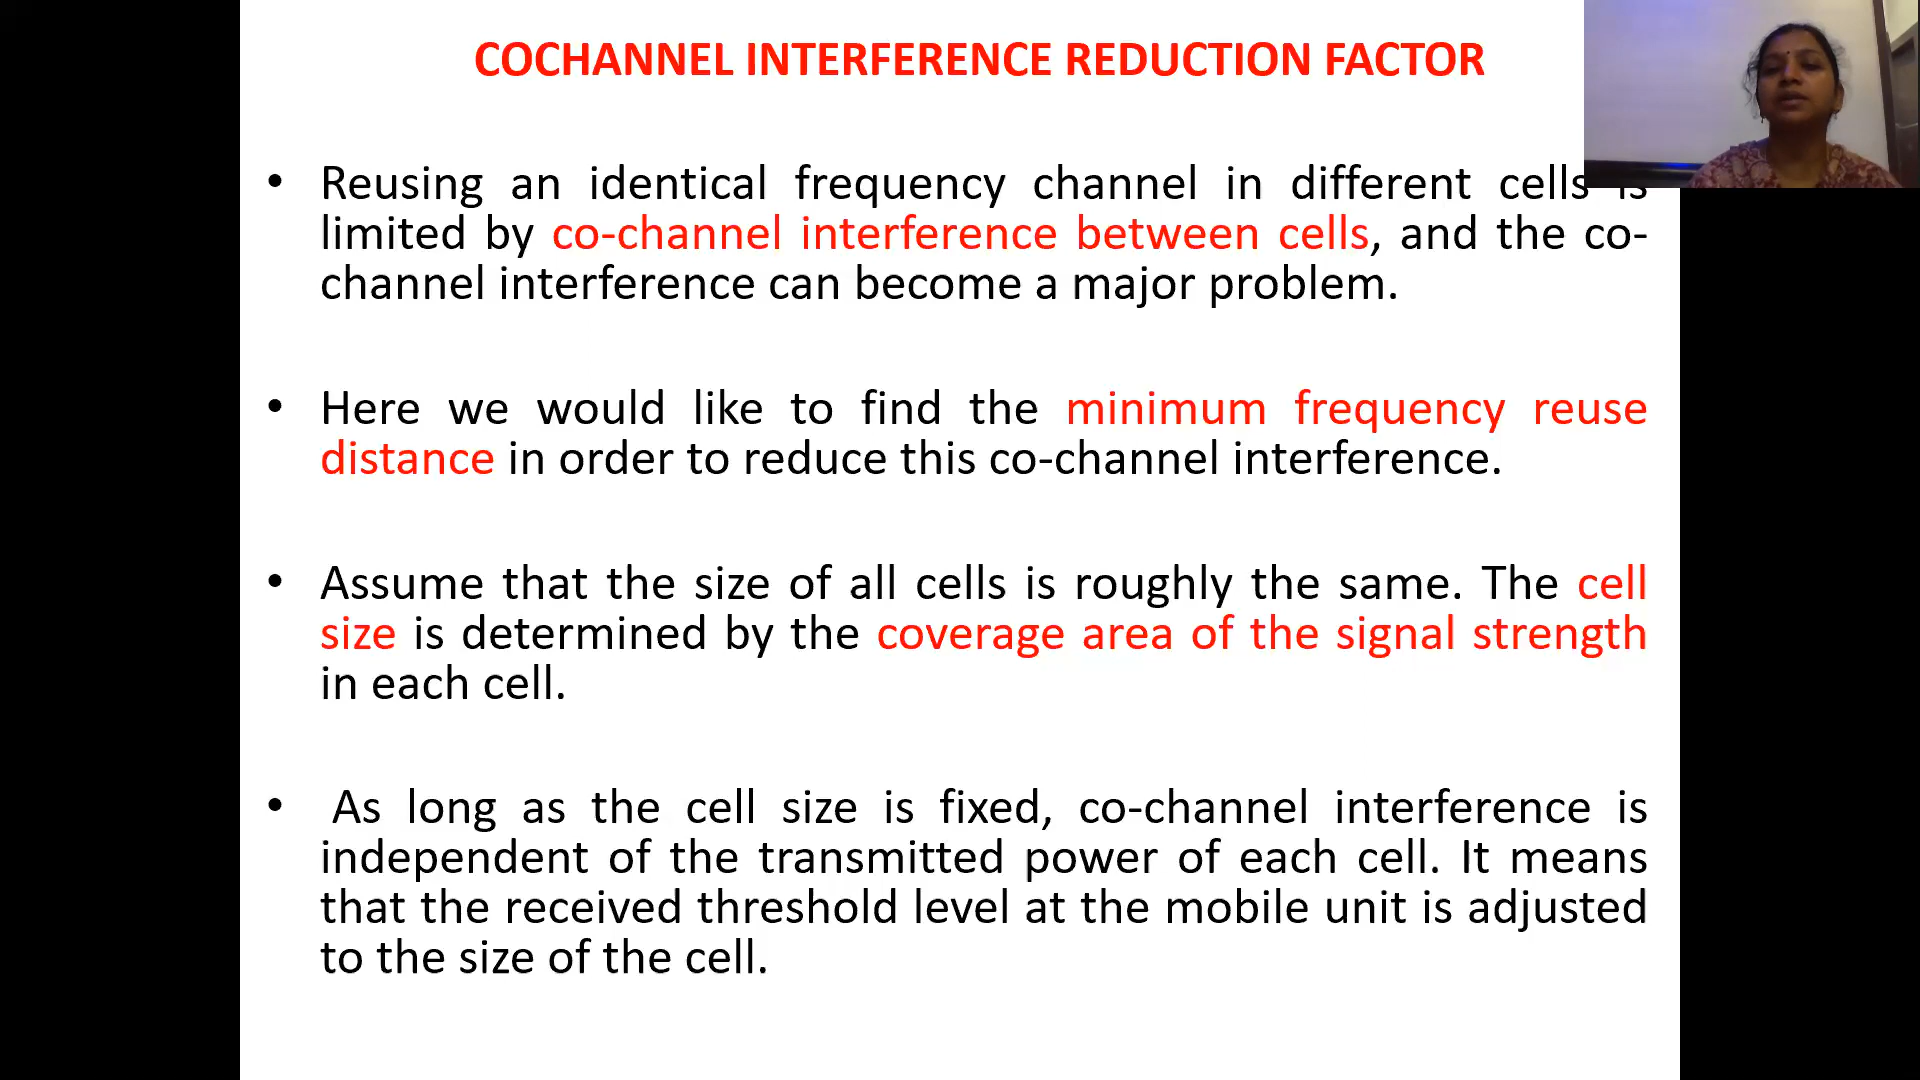 COCHANNEL INTERFERENCE REDUCTION FACTOR
• Reusing an identical frequency channel in different cells is
limited by co-channel interference between cells, and the co-
channel interference can become a major problem.
• Here we would like to find the minimum frequency reuse
distance in order to reduce this co-channel interference.
• Assume that the size of all cells is roughly the same. The cell
size is determined by the coverage area of the signal strength
in each cell.
• As long as the cell size is fixed, co-channel interference is
independent of the transmitted power of each cell. It means
that the received threshold level at the mobile unit is adjusted
to the size of the cell.